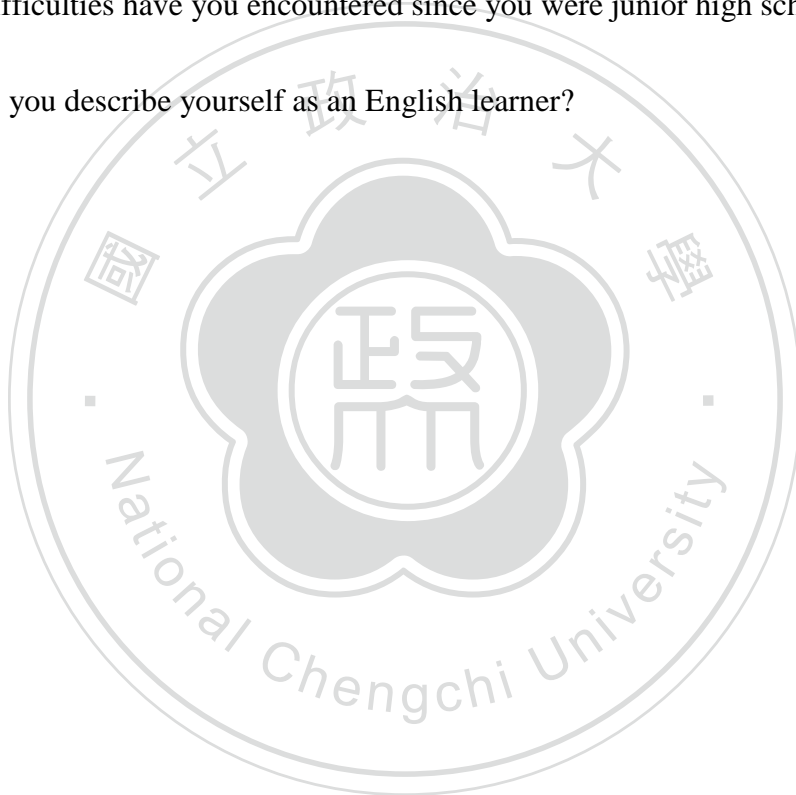 fficulties have you encountered since you were junior high sch
you describe yourself as an English learner?
國立政治大學
政大
National Chengchi University